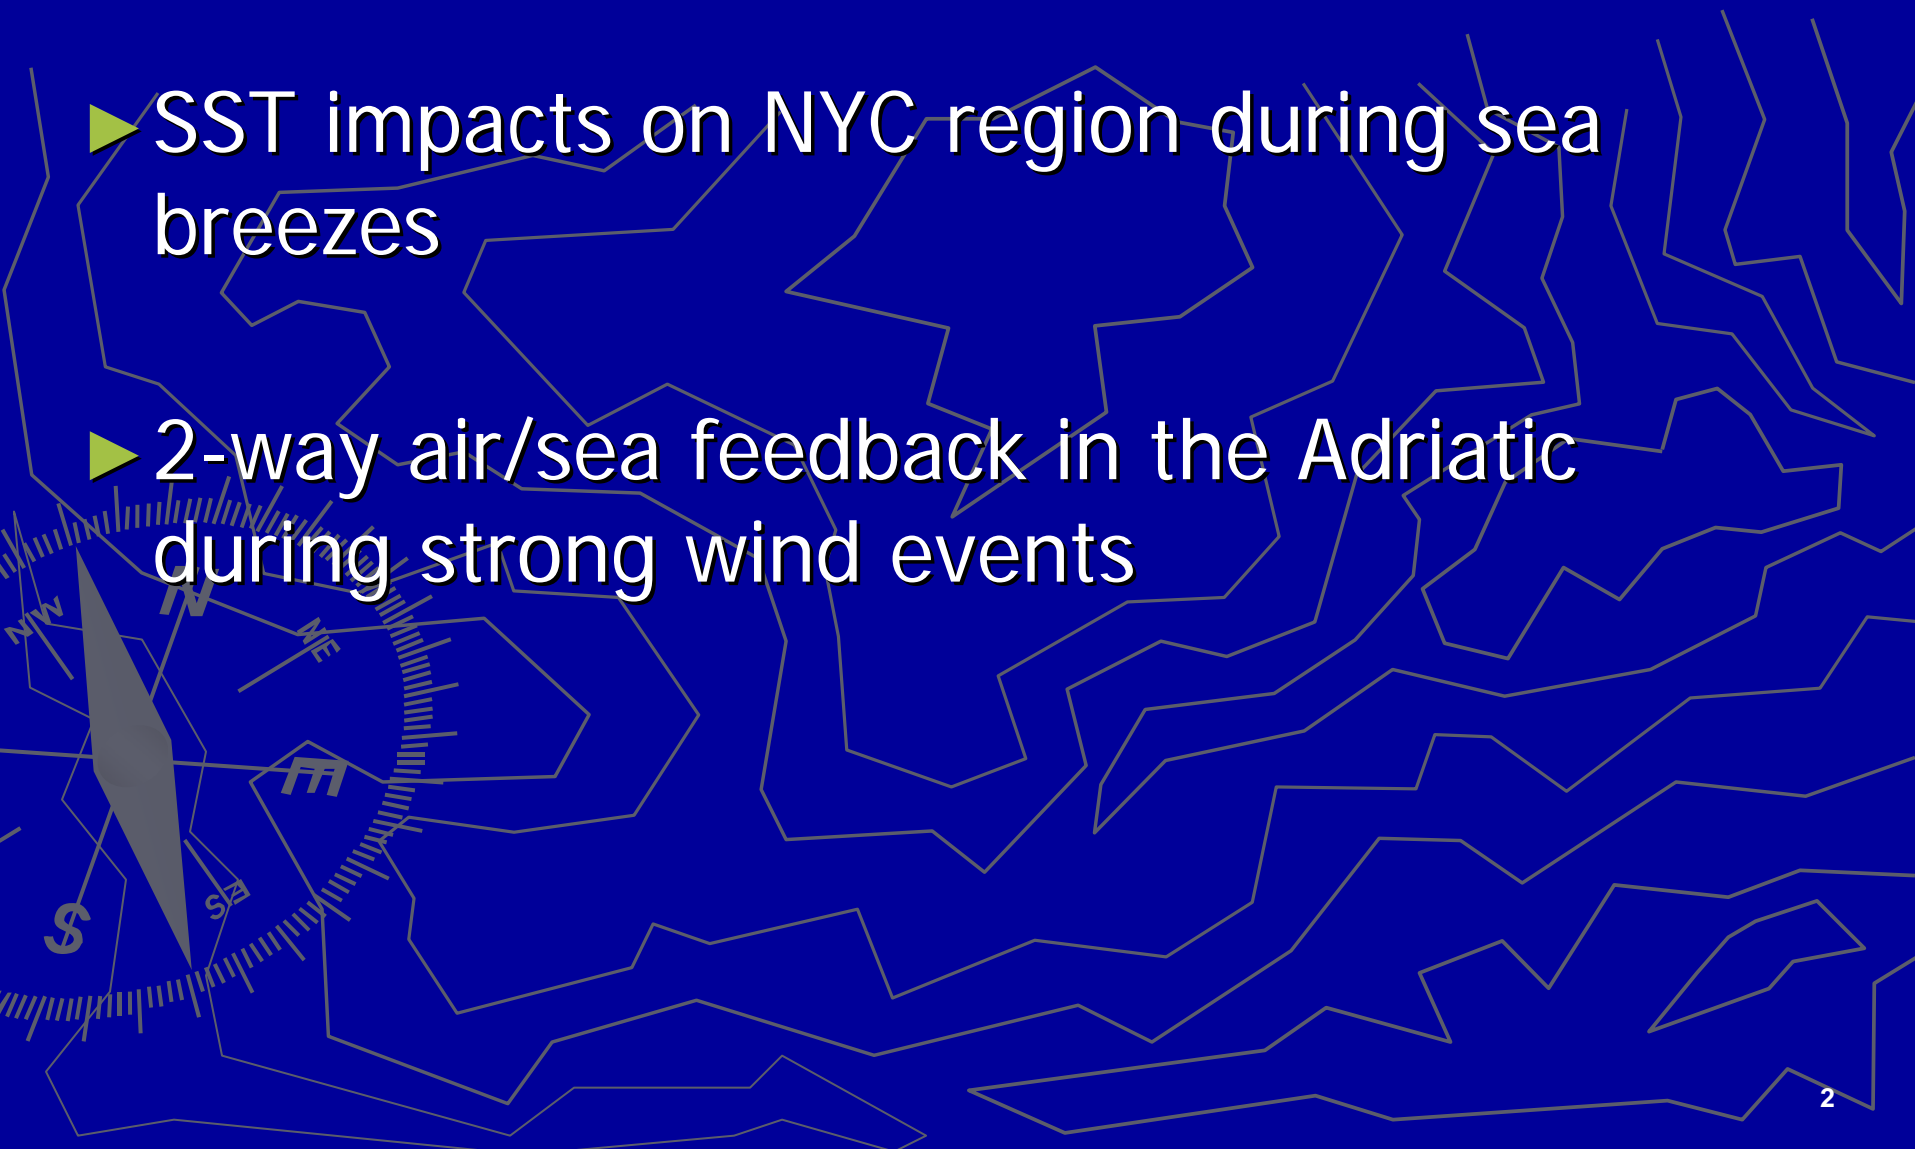 ► SST impacts on NYC region during sea
breezes
► 2-way air/sea feedback in the Adriatic
during strong wind events
NW
N
NE
E
SE
S
2